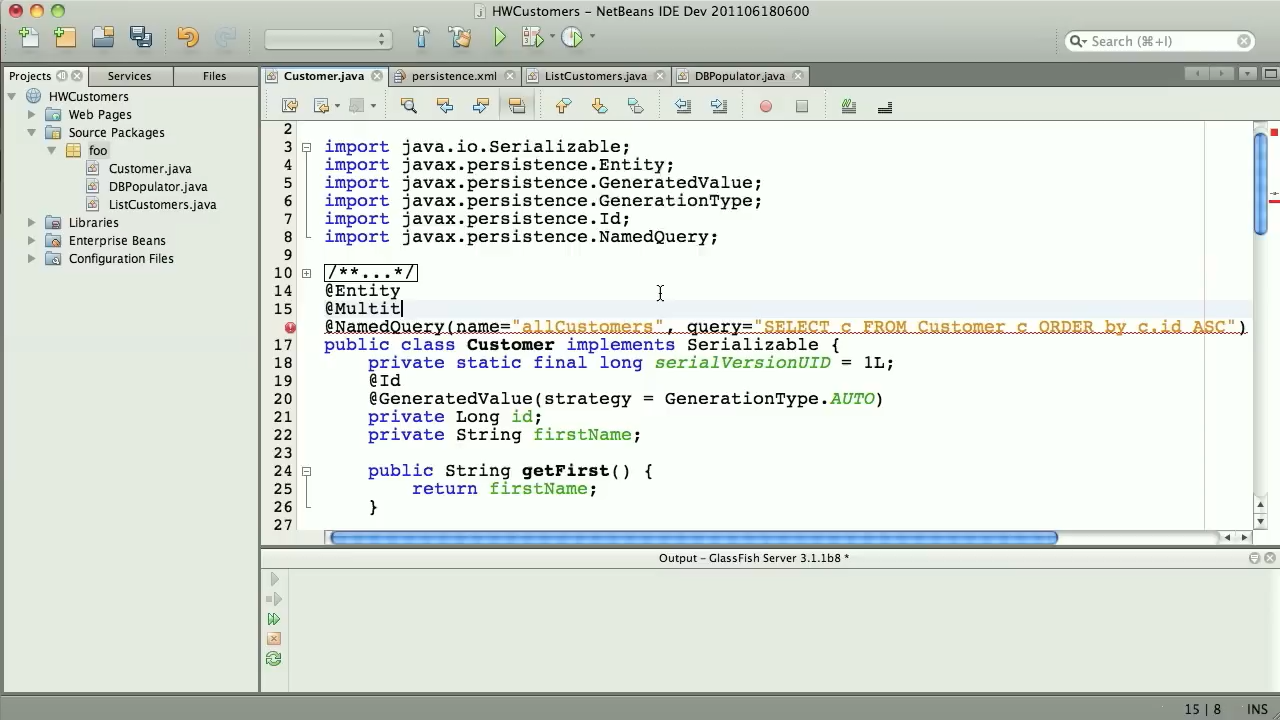 HWCustomers - NetBeans IDE Dev 201106180600
Search (⌘+I)
Projects Services Files
Customer.java persistence.xml ListCustomers.java DBPopulator.java
HWCustomers
Web Pages
Source Packages
foo
Customer.java
DBPopulator.java
ListCustomers.java
Libraries
Enterprise Beans
Configuration Files
2
3 import java.io.Serializable;
4 import javax.persistence.Entity;
5 import javax.persistence.GeneratedValue;
6 import javax.persistence.GenerationType;
7 import javax.persistence.Id;
8 import javax.persistence.NamedQuery;
9
10 /**...*/
14 @Entity
15 @Multit
@NamedQuery(name="allCustomers", query="SELECT c FROM Customer c ORDER by c.id ASC")
17 public class Customer implements Serializable {
18 private static final long serialVersionUID = 1L;
19 @Id
20 @GeneratedValue(strategy = GenerationType.AUTO)
21 private Long id;
22 private String firstName;
23
24 public String getFirst() {
25 return firstName;
26 }
27
Output - GlassFish Server 3.1.1b8 *
15 | 8 INS